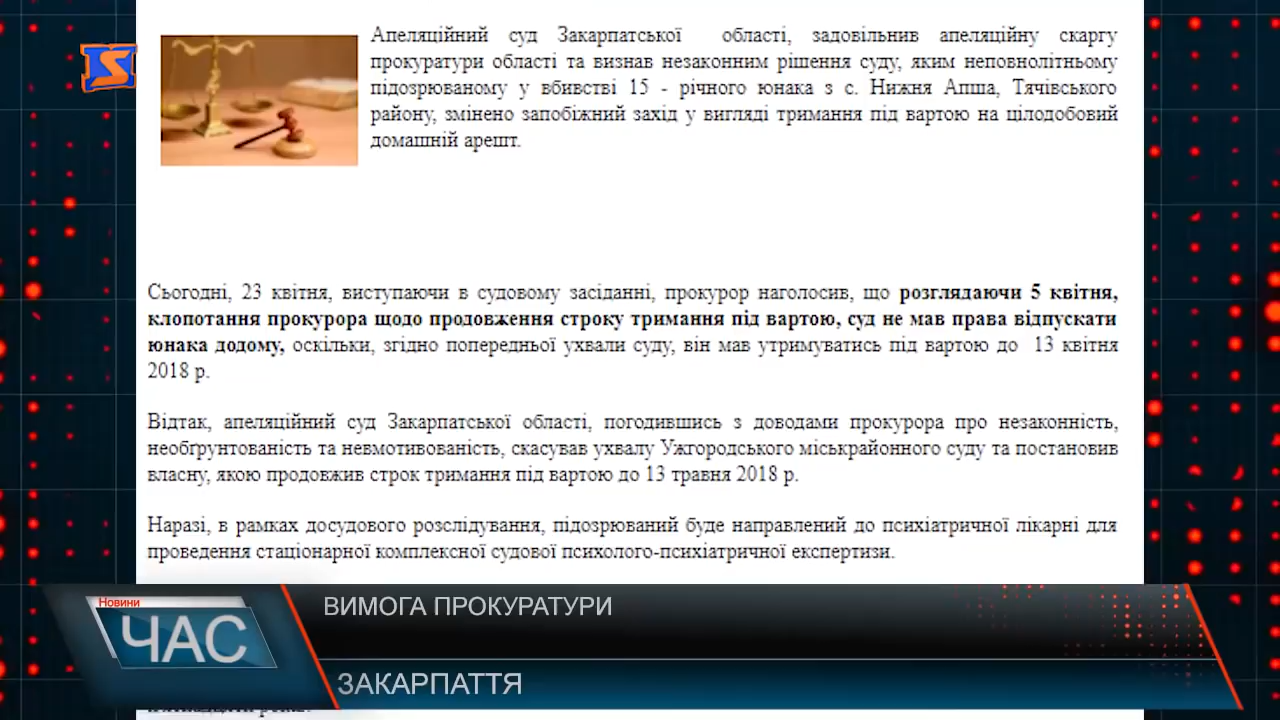 Апеляційний суд Закарпатської області, задовільнив апеляційну скаргу
прокуратури області та визнав незаконним рішення суду, яким неповнолітньому
підозрюваному у вбивстві 15 - річного юнака з с. Нижня Апша, Тячівського
району, змінено запобіжний захід у вигляді тримання під вартою на цілодобовий
домашній арешт.
Сьогодні, 23 квітня, виступаючи в судовому засіданні, прокурор наголосив, що розглядаючи 5 квітня,
клопотання прокурора щодо продовження строку тримання під вартою, суд не мав права відпускати
юнака додому, оскільки, згідно попередньої ухвали суду, він мав утримуватись під вартою до 13 квітня
2018 р.
Відтак, апеляційний суд Закарпатської області, погодившись з доводами прокурора про незаконність,
необґрунтованість та невмотивованість, скасував ухвалу Ужгородського міськрайонного суду та постановив
власну, якою продовжив строк тримання під вартою до 13 травня 2018 р.
Наразі, в рамках досудового розслідування, підозрюваний буде направлений до психіатричної лікарні для
проведення стаціонарної комплексної судової психолого-психіатричної експертизи.
Новини
ЧАС
ВИМОГА ПРОКУРАТУРИ
ЗАКАРПАТТЯ